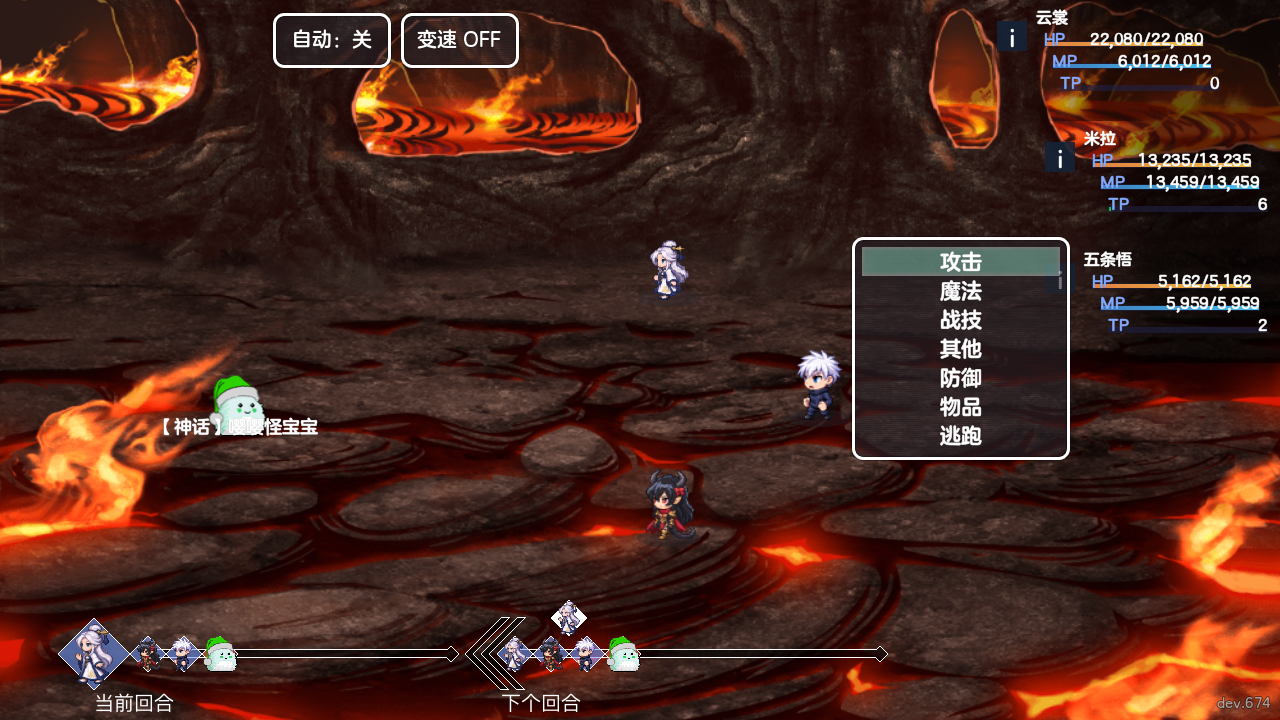 自动：关
变速 OFF
云裳
HP 22,080/22,080
MP 6,012/6,012
TP 0
米拉
HP 13,235/13,235
MP 13,459/13,459
TP 6
五条悟
HP 5,162/5,162
MP 5,959/5,959
TP 2
攻击
魔法
战技
其他
防御
物品
逃跑
【神话】嘤嘤怪宝宝
当前回合
下个回合
dev.674